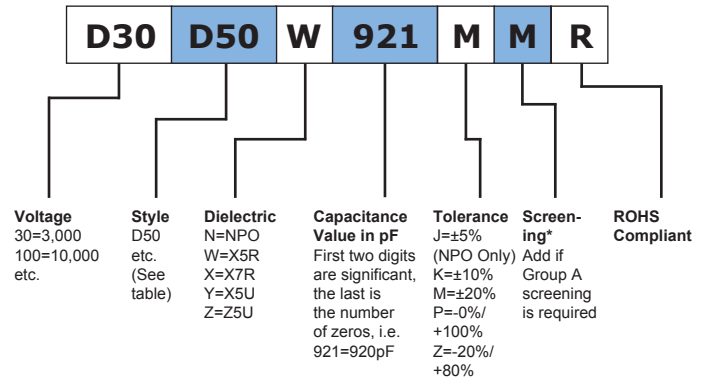 D30 D50 W 921 M M R
Voltage
30=3,000
100=10,000
etc.
Style
D50
etc.
(See
table)
Dielectric
N=NPO
W=X5R
X=X7R
Y=X5U
Z=Z5U
Capacitance
Value in pF
First two digits
are significant,
the last is
the number
of zeros, i.e.
921=920pF
Tolerance
J=±5%
(NPO Only)
K=±10%
M=±20%
P=-0%/
+100%
Z=-20%/
+80%
Screen-
ing*
Add if
Group A
screening
is required
ROHS
Compliant